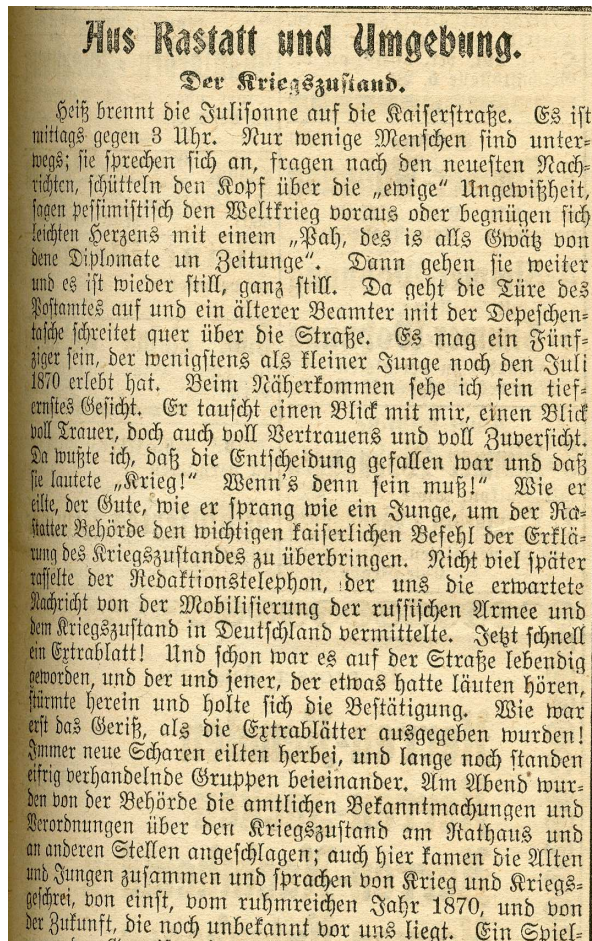 Aus Rastatt und Umgebung.
Der Kriegszustand.
Heiß brennt die Julisonne auf die Kaiserstraße. Es ist
mittags gegen 3 Uhr. Nur wenige Menschen sind unter-
wegs; sie sprechen sich an, fragen nach den neuesten Nach-
richten, schütteln den Kopf über die „ewige“ Ungewißheit,
sagen pessimistisch den Weltkrieg voraus oder begnügen sich
leichten Herzens mit einem „Pah, des is alls Gwätz von
dene Diplomate un Zeitunge“. Dann gehen sie weiter
und es ist wieder still, ganz still. Da geht die Türe des
Postamtes auf und ein älterer Beamter mit der Depeschen-
tasche schreitet quer über die Straße. Es mag ein Fünf-
ziger sein, der wenigstens als kleiner Junge noch den Juli
1870 erlebt hat. Beim Näherkommen sehe ich sein tief-
ernstes Gesicht. Er tauscht einen Blick mit mir, einen Blick
voll Trauer, doch auch voll Vertrauens und voll Zuversicht.
Da wußte ich, daß die Entscheidung gefallen war und daß
sie lautete „Krieg!“ Wenn's denn sein muß!“ Wie er
eilte, der Gute, wie er sprang wie ein Junge, um der Ra-
statter Behörde den wichtigen kaiserlichen Befehl der Erklä-
rung des Kriegszustandes zu überbringen. Nicht viel später
rasselte der Redaktionstelephon, der uns die erwartete
Nachricht von der Mobilisierung der russischen Armee und
dem Kriegszustand in Deutschland vermittelte. Jetzt schnell
ein Extrablatt! Und schon war es auf der Straße lebendig
geworden, und der und jener, der etwas hatte läuten hören,
stürmte herein und holte sich die Bestätigung. Wie war
erst das Geriß, als die Extrablätter ausgegeben wurden!
Immer neue Scharen eilten herbei, und lange noch standen
eifrig verhandelnde Gruppen beieinander. Am Abend wur-
den von der Behörde die amtlichen Bekanntmachungen und
Verordnungen über den Kriegszustand am Rathaus und
an anderen Stellen angeschlagen; auch hier kamen die Alten
und Jungen zusammen und sprachen von Krieg und Kriegs-
geschrei, von einst, vom ruhmreichen Jahr 1870, und von
der Zukunft, die noch unbekannt vor uns liegt. Ein Spiel-